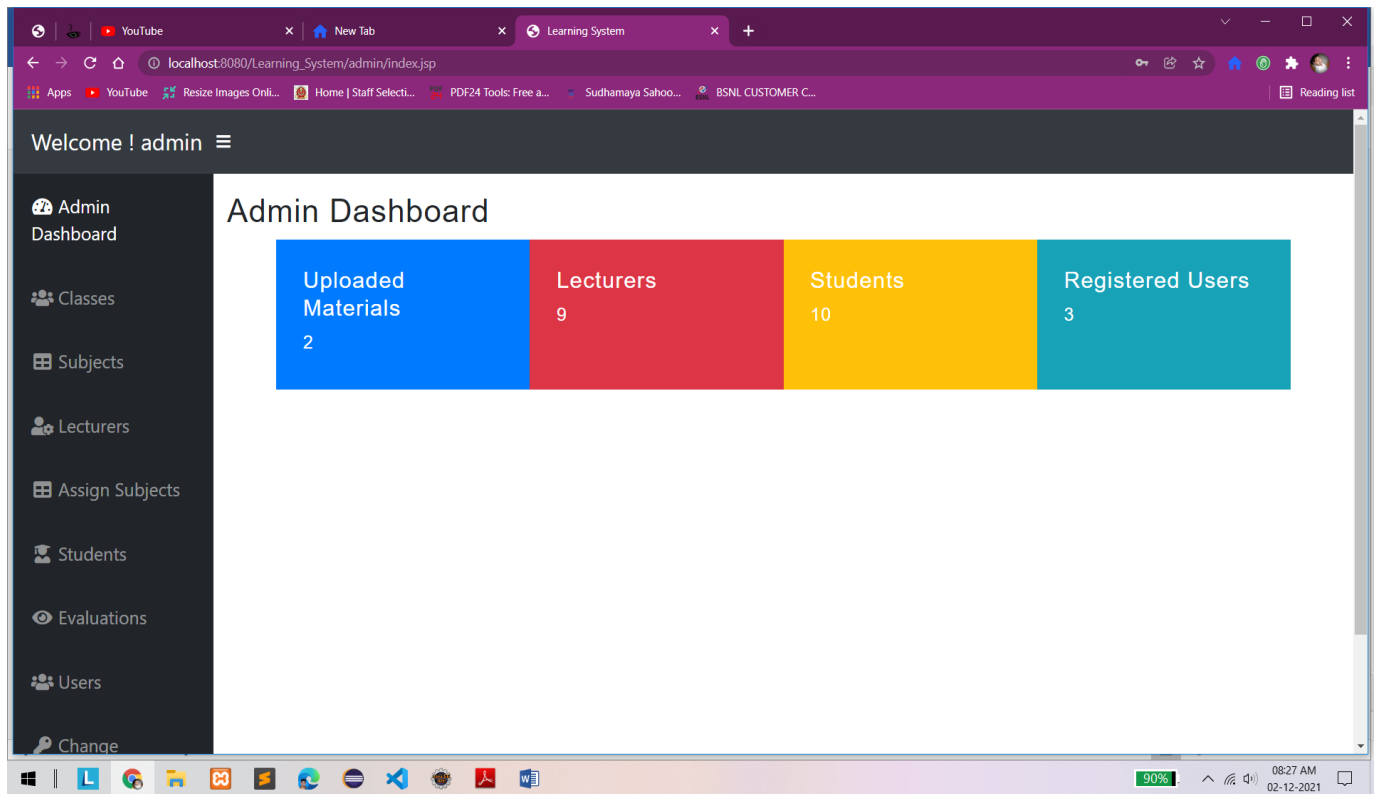 YouTube
New Tab
Learning System
localhost:8080/Learning_System/admin/index.jsp
Apps
YouTube
Resize Images Onli...
Home | Staff Selecti...
PDF24 Tools: Free a...
Sudhamaya Sahoo...
BSNL CUSTOMER C...
Reading list
Welcome ! admin
Admin
Dashboard
Classes
Subjects
Lecturers
Assign Subjects
Students
Evaluations
Users
Change
Admin Dashboard
Uploaded
Materials
2
Lecturers
9
Students
10
Registered Users
3
L
90%
08:27 AM
02-12-2021